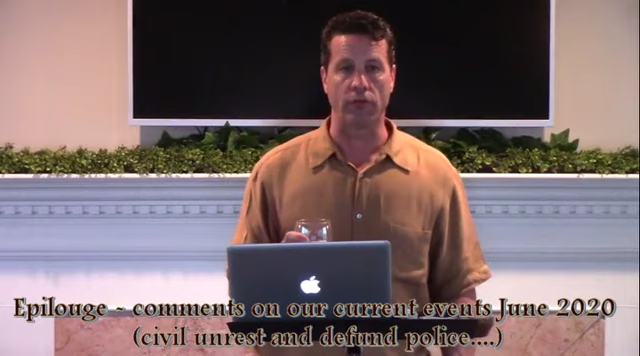 Epilouge - comments on our current events June 2020
(civil unrest and defund police....)